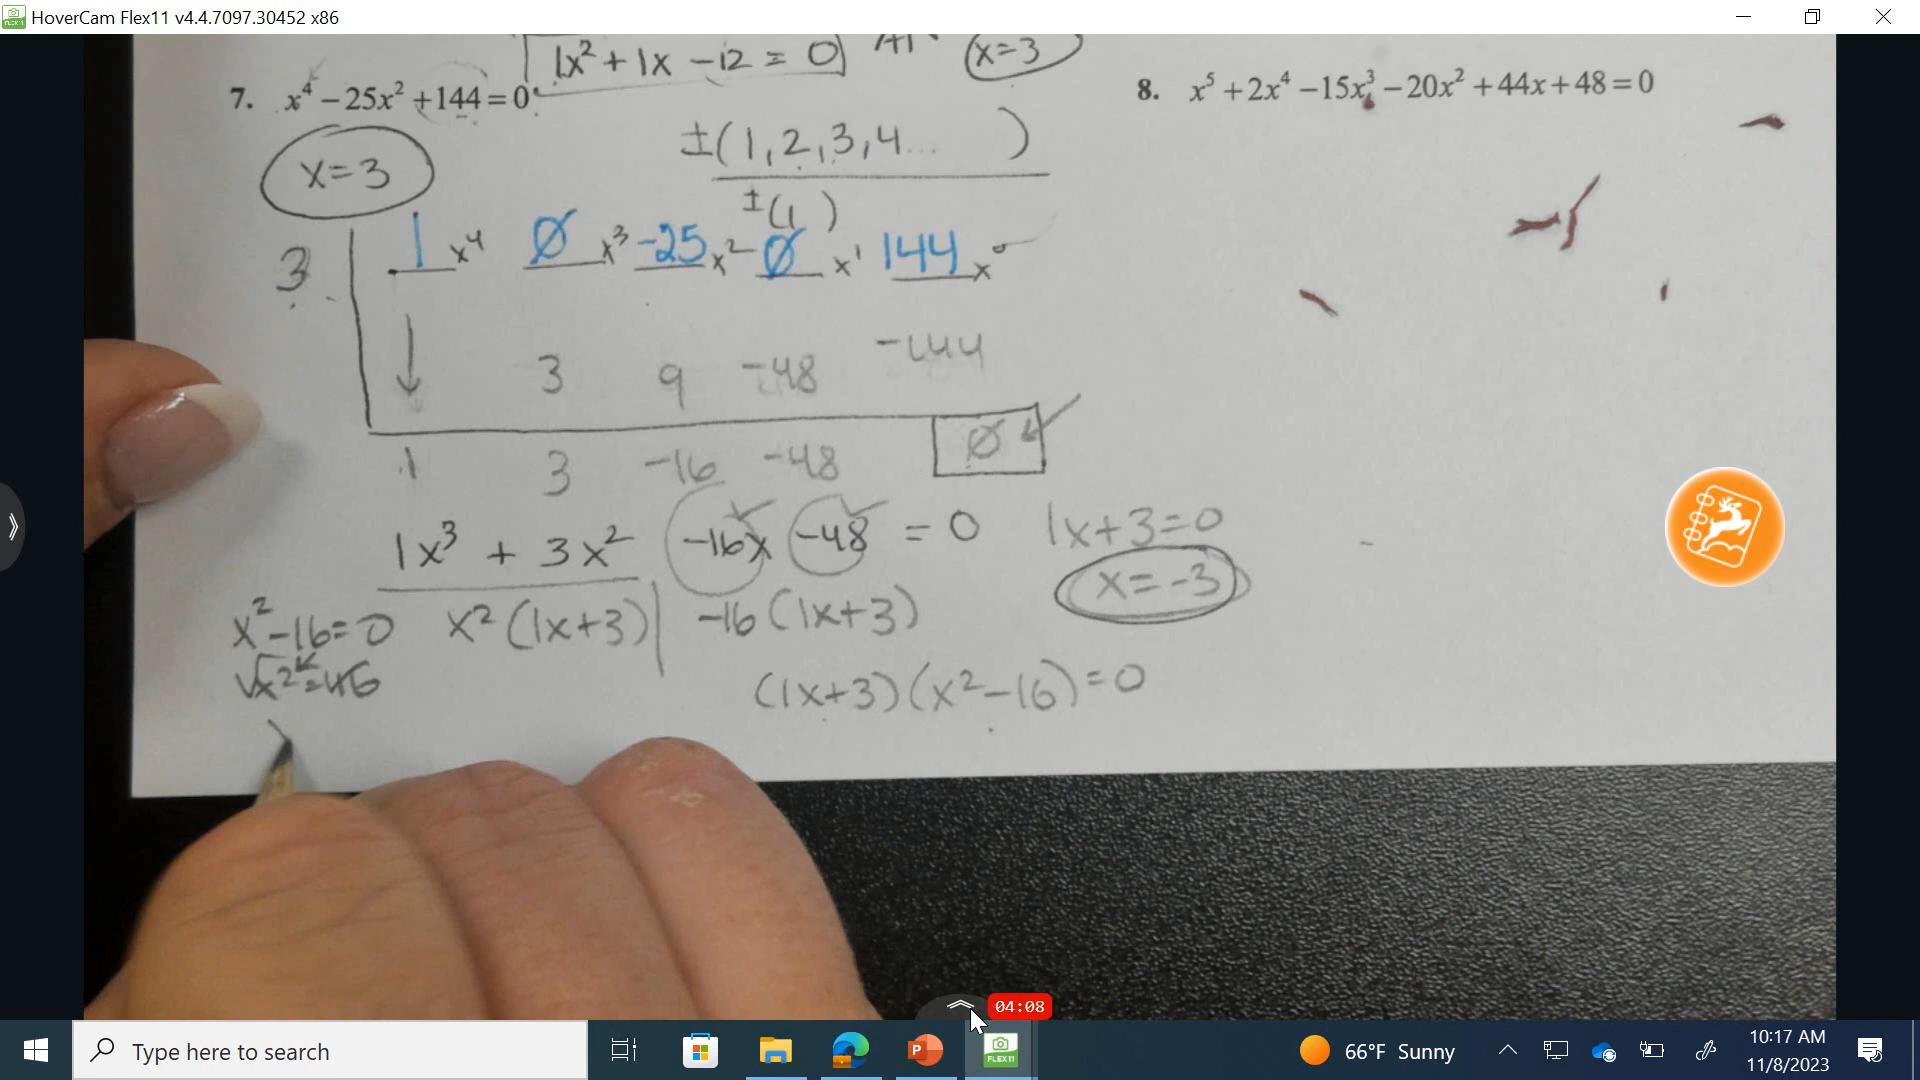 HoverCam Flex11 v4.4.7097.30452 x86
1x² + 1x - 12 = 0
x=3
7. x⁴ − 25x² + 144 = 0
8. x⁵ + 2x⁴ − 15x³ − 20x² + 44x + 48 = 0
±(1, 2, 3, 4... )
±(1 )
x=3
3 1 x⁴ Ø x³ -25 x² Ø x¹ 144 x⁰
3 9 -48 -144
1 3 -16 -48 Ø
1x³ + 3x² -16x -48 = 0
1x+3=0
x=-3
x²(1x+3) -16(1x+3)
x²-16=0
(1x+3)(x²-16)=0
04:08
Type here to search
FLEX11
66°F Sunny
10:17 AM
11/8/2023